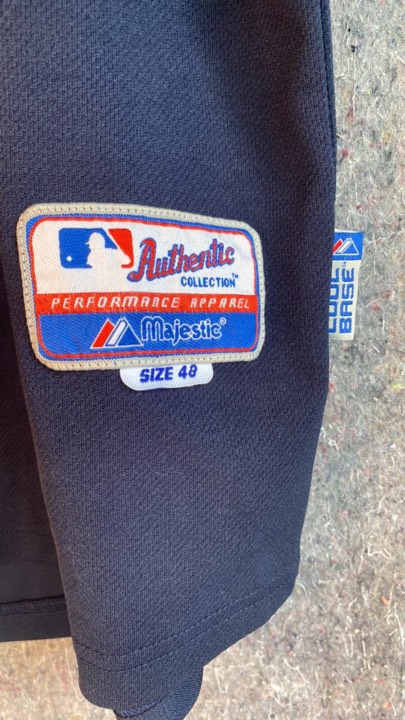 Authentic
COLLECTION™
PERFORMANCE APPAREL
Majestic®
SIZE 48
COOL
BASE